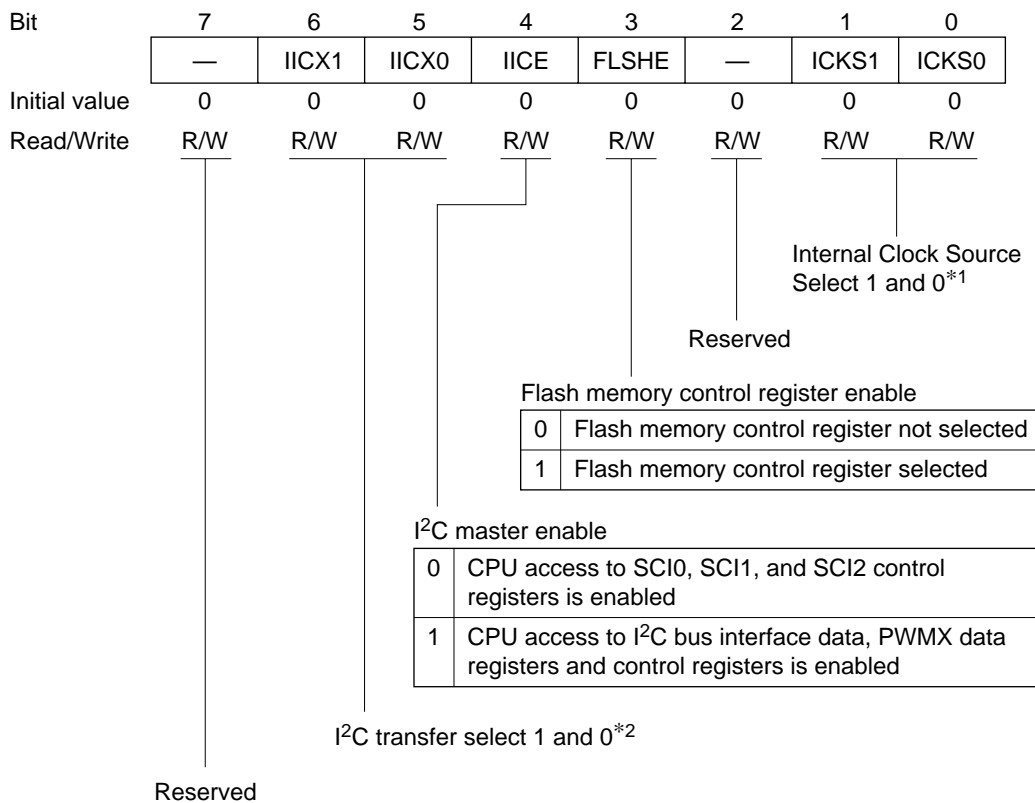 Bit 7 6 5 4 3 2 1 0
— IICX1 IICX0 IICE FLSHE — ICKS1 ICKS0
Initial value 0 0 0 0 0 0 0 0
Read/Write R/W R/W R/W R/W R/W R/W R/W R/W
Internal Clock Source
Select 1 and 0*1
Reserved
Flash memory control register enable
0 Flash memory control register not selected
1 Flash memory control register selected
I2C master enable
0 CPU access to SCI0, SCI1, and SCI2 control
registers is enabled
1 CPU access to I2C bus interface data, PWMX data
registers and control registers is enabled
I2C transfer select 1 and 0*2
Reserved